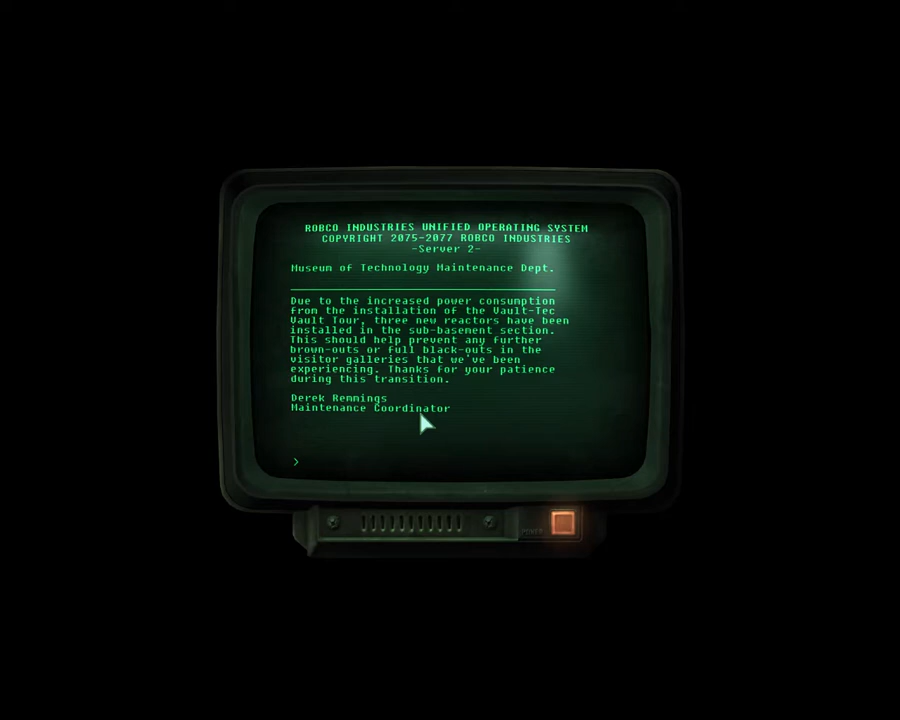 ROBCO INDUSTRIES UNIFIED OPERATING SYSTEM
COPYRIGHT 2075-2077 ROBCO INDUSTRIES
-Server 2-
Museum of Technology Maintenance Dept.
Due to the increased power consumption
from the installation of the Vault-Tec
Vault Tour, three new reactors have been
installed in the sub-basement section.
This should help prevent any further
brown-outs or full black-outs in the
visitor galleries that we've been
experiencing. Thanks for your patience
during this transition.
Derek Remmings
Maintenance Coordinator
>
POWER